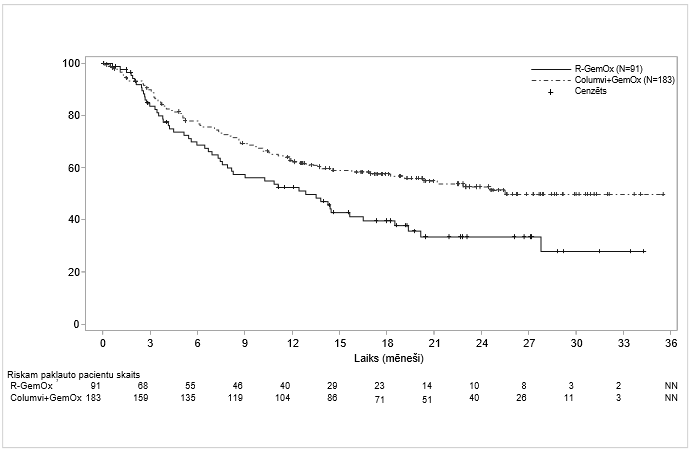 R-GemOx (N=91)
Columvi+GemOx (N=183)
Cenzēts
100
80
60
40
20
0
0 3 6 9 12 15 18 21 24 27 30 33 36
Laiks (mēneši)
Riskam pakļauto pacientu skaits
R-GemOx 91 68 55 46 40 29 23 14 10 8 3 2 NN
Columvi+GemOx 183 159 135 119 104 86 71 51 40 26 11 3 NN